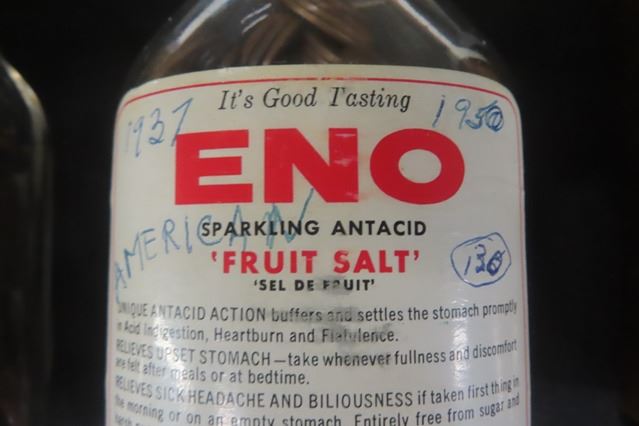 It's Good Tasting
1937
1950
ENO
AMERICAN
SPARKLING ANTACID
'FRUIT SALT'
'SEL DE FRUIT'
UNIQUE ANTACID ACTION buffers and settles the stomach promptly
in Acid Indigestion, Heartburn and Flatulence.
RELIEVES UPSET STOMACH—take whenever fullness and discomfort
are felt after meals or at bedtime.
RELIEVES SICK HEADACHE AND BILIOUSNESS if taken first thing in
the morning or on an empty stomach. Entirely free from sugar and